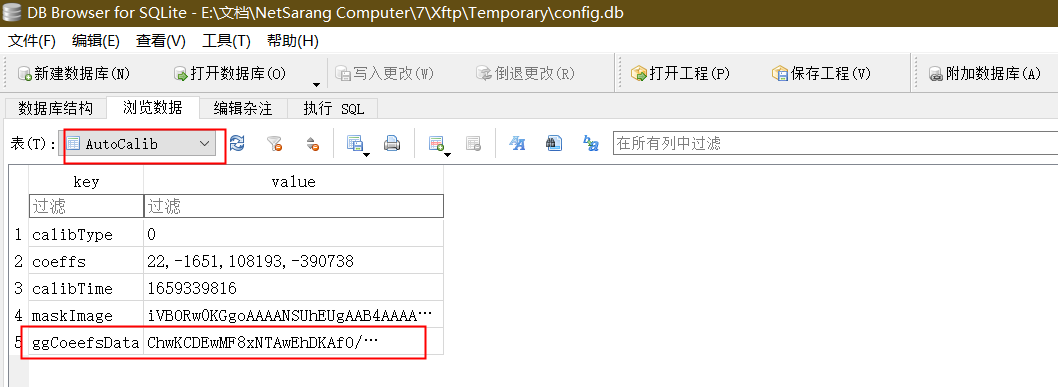 DB Browser for SQLite - E:\文档\NetSarang Computer\7\Xftp\Temporary\config.db
文件(F) 编辑(E) 查看(V) 工具(T) 帮助(H)
新建数据库(N) 打开数据库(O) 写入更改(W) 倒退更改(R) 打开工程(P) 保存工程(V) 附加数据库(A)
数据库结构 浏览数据 编辑杂注 执行 SQL
表(T): AutoCalib 在所有列中过滤
key value
过滤 过滤
1 calibType 0
2 coeffs 22,-1651,108193,-390738
3 calibTime 1659339816
4 maskImage iVBORw0KGgoAAAANSUhEUgAAB4AAAA…
5 ggCoeefsData ChwKCDEwMF8xNTAwEhDKAf0/…